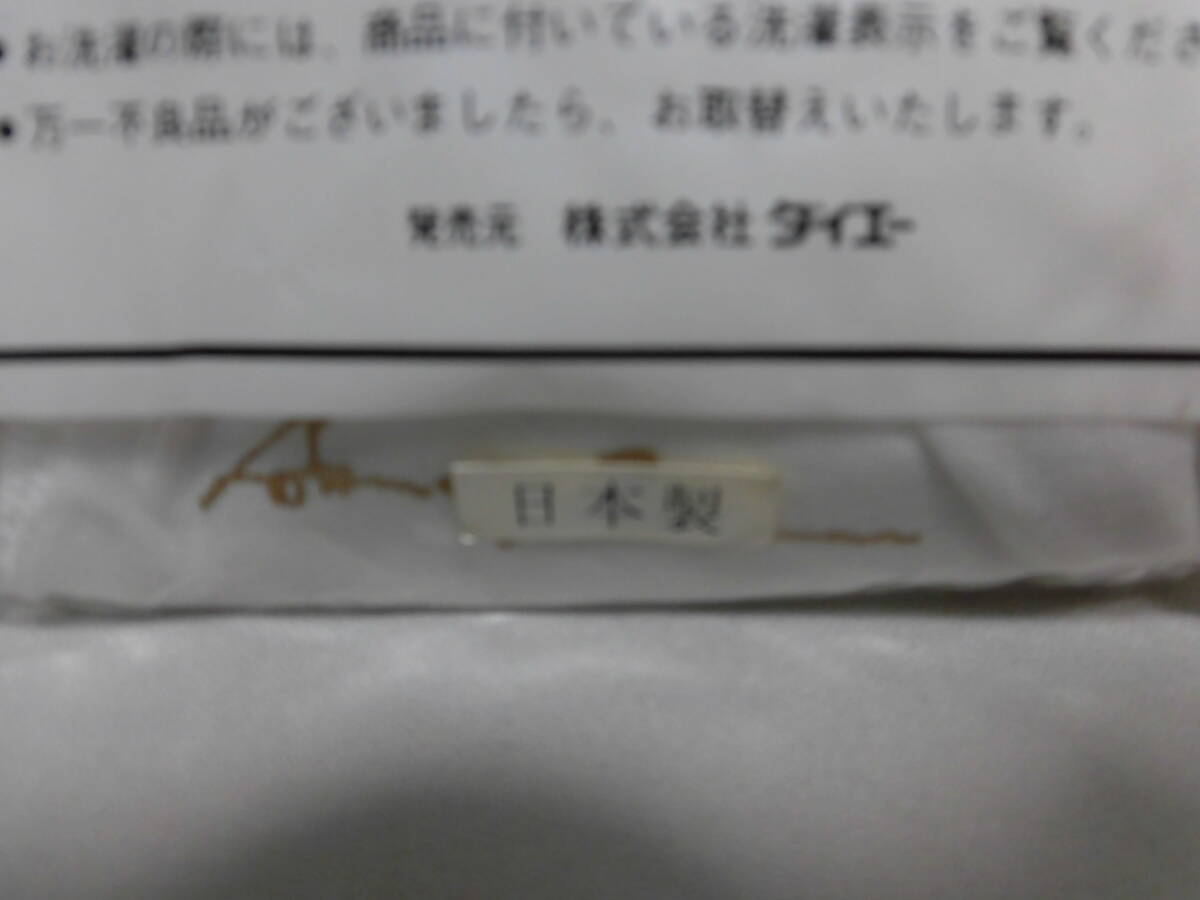 ●お洗濯の際には、商品に付いている洗濯表示をご覧くださ
●万一不良品がございましたら、お取替えいたします。
発売元 株式会社ダイエー
日本製